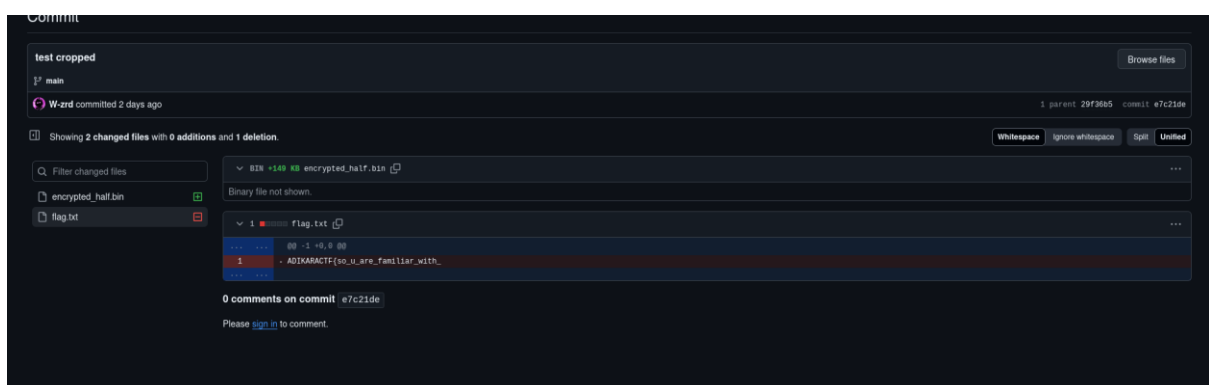 Commit
test cropped
Browse files
main
W-zrd committed 2 days ago
1 parent 29f36b5 commit e7c21de
Showing 2 changed files with 0 additions and 1 deletion.
Whitespace Ignore whitespace Split Unified
Filter changed files
encrypted_half.bin
flag.txt
BIN +149 KB encrypted_half.bin
...
Binary file not shown.
1 flag.txt
...
... ... @@ -1 +0,0 @@
1 - ADIKARACTF{so_u_are_familiar_with_
... ...
0 comments on commit e7c21de
Please sign in to comment.